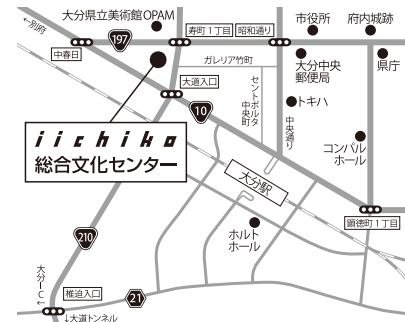 ←別府
大分県立美術館 OPAM
197
寿町1丁目
昭和通り
市役所
府内城跡
中春日
ガレリア竹町
大分中央
郵便局
県庁
大道入口
セントポルタ
中央町
トキハ
10
中央通り
コンパル
ホール
iichiko
総合文化センター
大分駅
顕徳町1丁目
210
ホルト
ホール
大分IC←
椎迫入口
21
↓大道トンネル